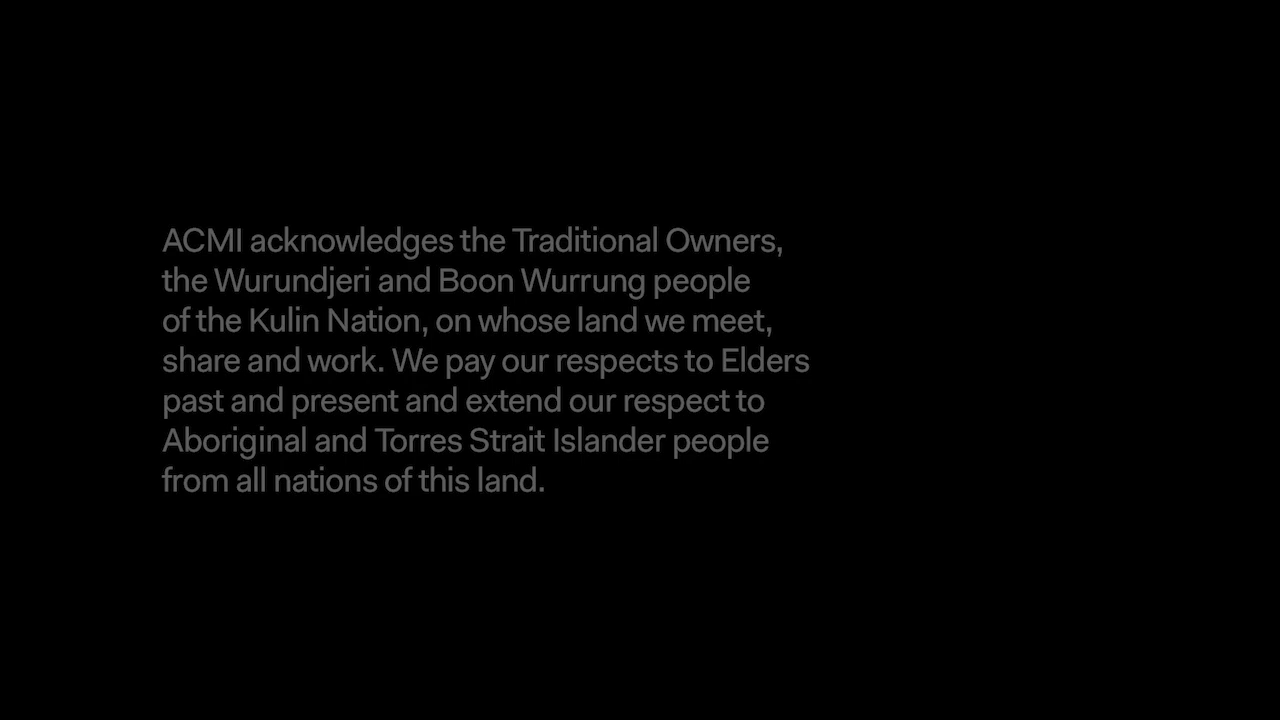 ACMI acknowledges the Traditional Owners,
the Wurundjeri and Boon Wurrung people
of the Kulin Nation, on whose land we meet,
share and work. We pay our respects to Elders
past and present and extend our respect to
Aboriginal and Torres Strait Islander people
from all nations of this land.